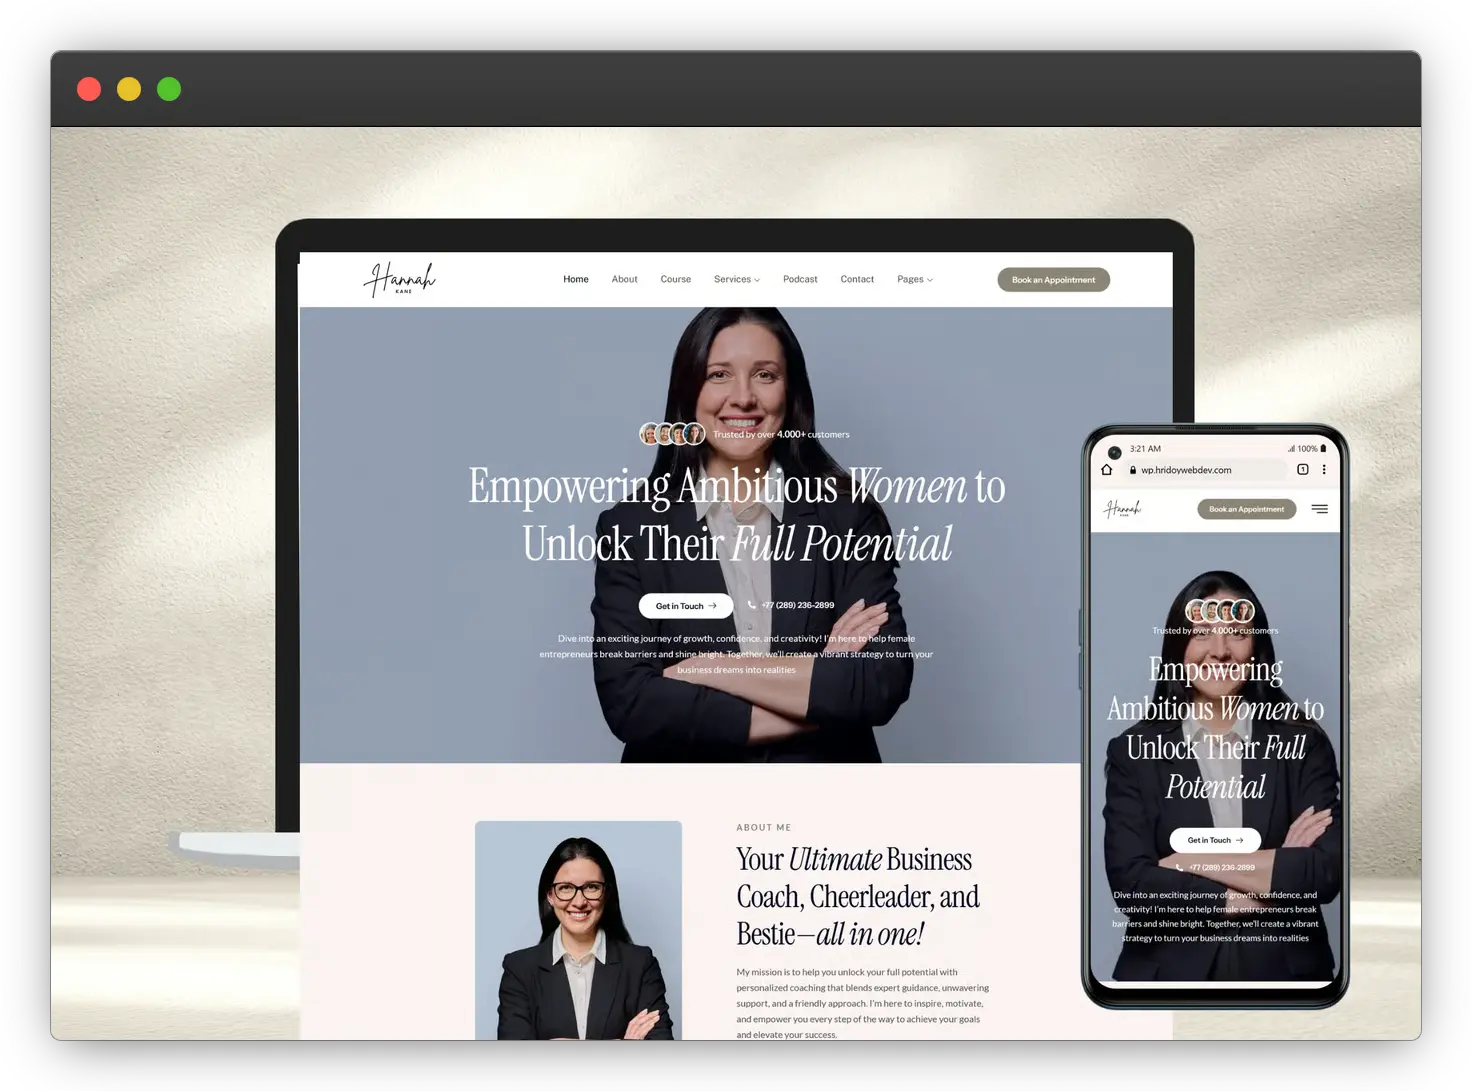 Hannah
KANE
Home About Course Services Podcast Contact Pages
Book an Appointment
Trusted by over 4.000+ customers
Empowering Ambitious Women to
Unlock Their Full Potential
Get in Touch →
+77 (289) 236-2899
Dive into an exciting journey of growth, confidence, and creativity! I'm here to help female
entrepreneurs break barriers and shine bright. Together, we'll create a vibrant strategy to turn your
business dreams into realities
ABOUT ME
Your Ultimate Business
Coach, Cheerleader, and
Bestie—all in one!
My mission is to help you unlock your full potential with
personalized coaching that blends expert guidance, unwavering
support, and a friendly approach. I'm here to inspire, motivate,
and empower you every step of the way to achieve your goals
and elevate your success.
3:21 AM
100%
wp.hridoywebdev.com
1
Hannah
KANE
Book an Appointment
Trusted by over 4.000+ customers
Empowering
Ambitious Women to
Unlock Their Full
Potential
Get in Touch →
+77 (289) 236-2899
Dive into an exciting journey of growth, confidence, and
creativity! I'm here to help female entrepreneurs break
barriers and shine bright. Together, we'll create a vibrant
strategy to turn your business dreams into realities